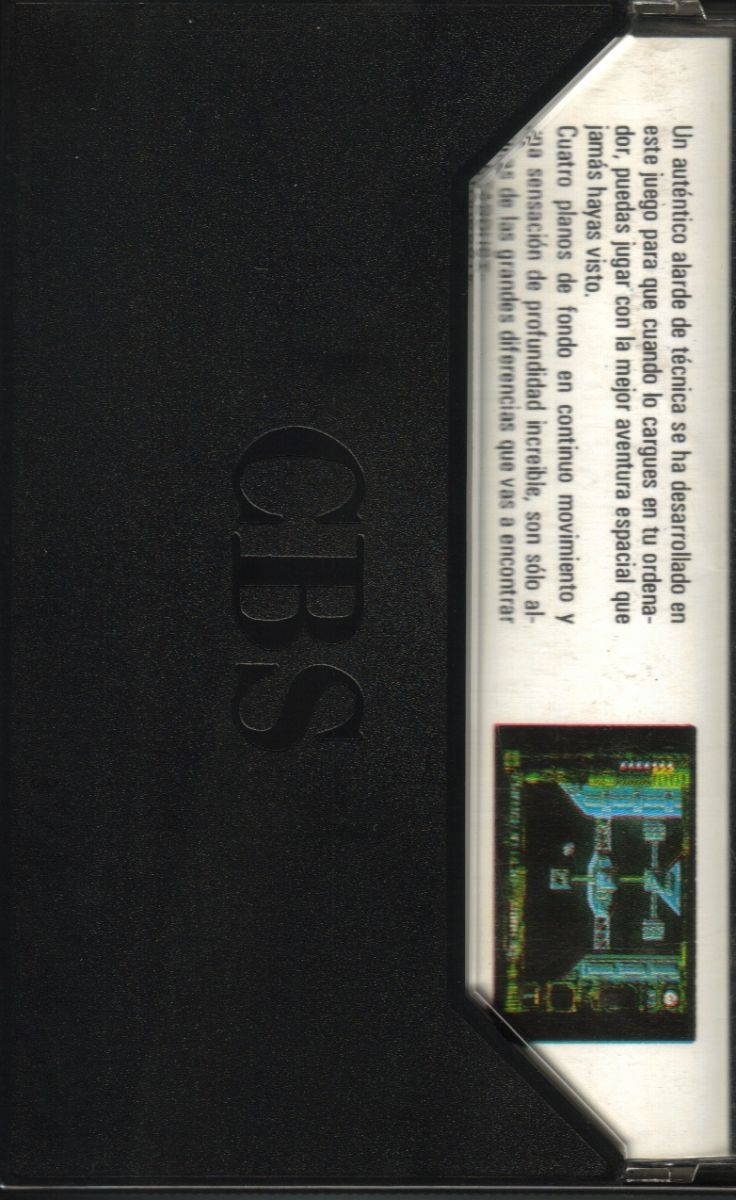 Un auténtico alarde de técnica se ha desarrollado en
este juego para que cuando lo cargues en tu ordena-
dor, puedas jugar con la mejor aventura espacial que
jamás hayas visto.
Cuatro planos de fondo en continuo movimiento y
una sensación de profundidad increible, son sólo al-
de las grandes diferencias que vas a encontrar
CBS